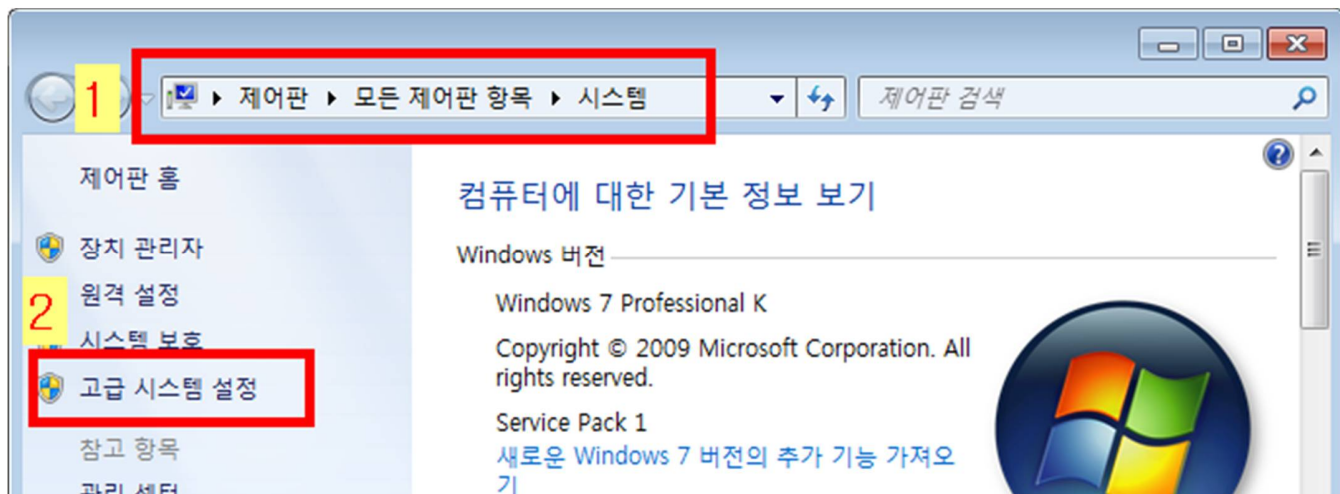 1
제어판 모든 제어판 항목 시스템
제어판 검색
제어판 홈
장치 관리자
2
원격 설정
시스템 보호
고급 시스템 설정
참고 항목
관리 센터
컴퓨터에 대한 기본 정보 보기
Windows 버전
Windows 7 Professional K
Copyright © 2009 Microsoft Corporation. All
rights reserved.
Service Pack 1
새로운 Windows 7 버전의 추가 기능 가져오
기